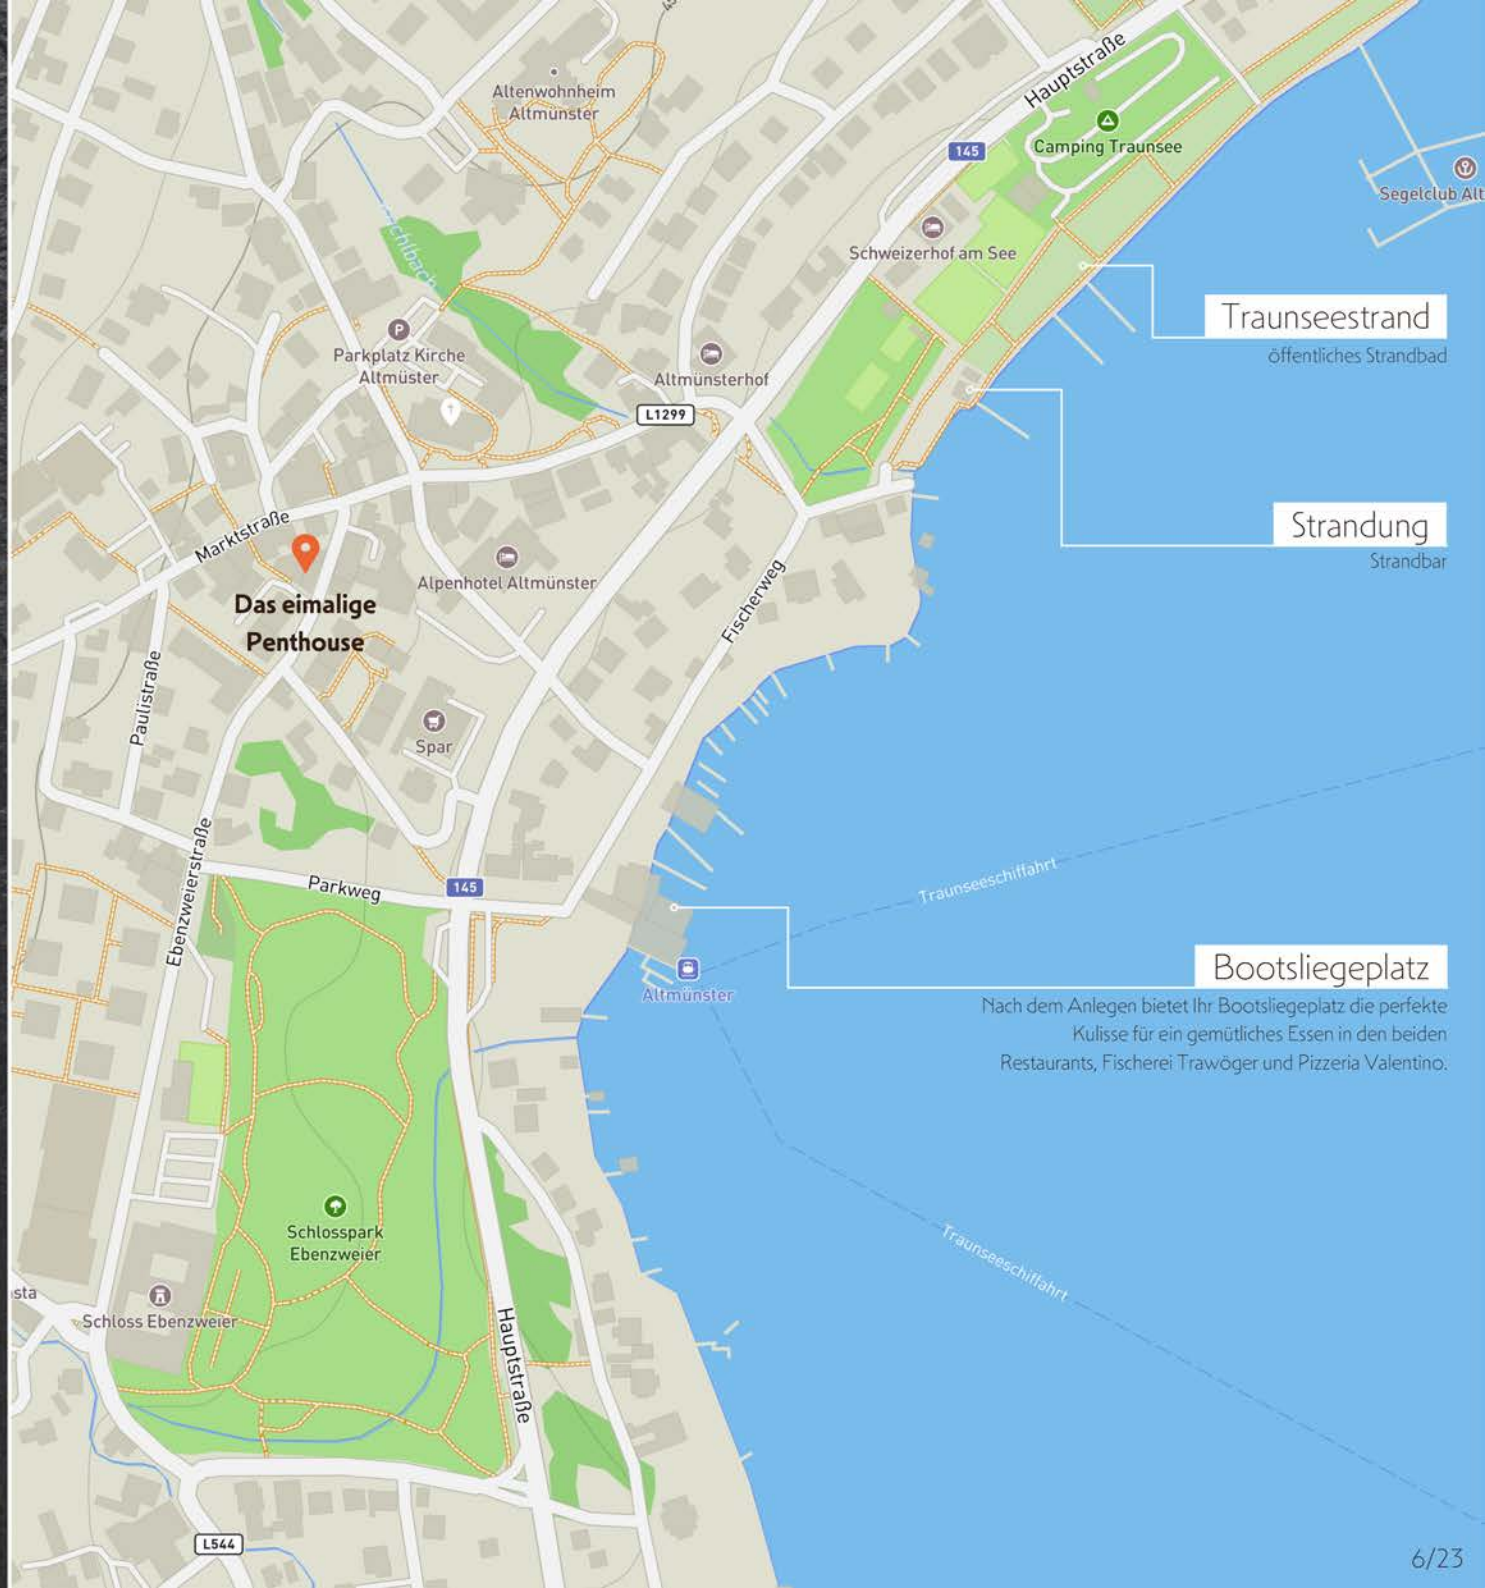 Altenwohnheim
Altmünster
Hauptstraße
145
Camping Traunsee
Segelclub Alt
Schweizerhof am See
Traunseestrand
öffentliches Strandbad
Parkplatz Kirche
Altmüster
Altmünsterhof
L1299
Strandung
Strandbar
Marktstraße
Alpenhotel Altmünster
Das eimalige
Penthouse
Fischerweg
Paulistraße
Spar
Ebenzweierstraße
Parkweg
145
Traunseeschiffahrt
Altmünster
Bootsliegeplatz
Nach dem Anlegen bietet Ihr Bootsliegeplatz die perfekte
Kulisse für ein gemütliches Essen in den beiden
Restaurants, Fischerei Trawöger und Pizzeria Valentino.
Schlosspark
Ebenzweier
Traunseeschiffahrt
sta
Schloss Ebenzweier
Hauptstraße
L544
6/23